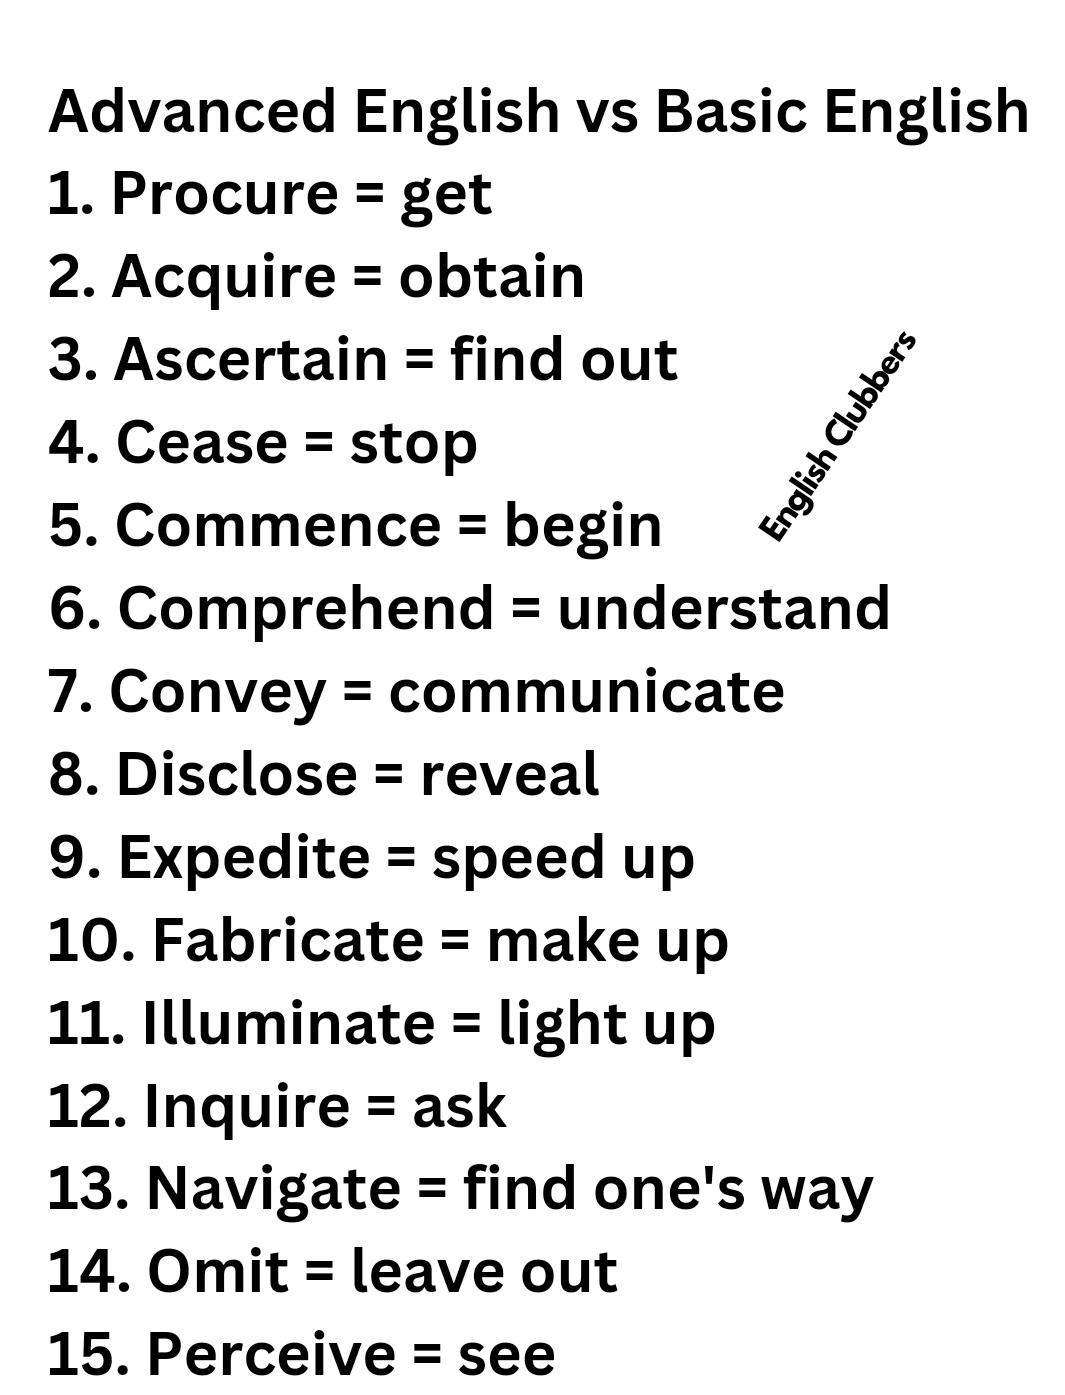 Advanced English vs Basic English
1. Procure = get
2. Acquire = obtain
3. Ascertain = find out
4. Cease = stop
5. Commence = begin
6. Comprehend = understand
7. Convey = communicate
8. Disclose = reveal
9. Expedite = speed up
10. Fabricate = make up
11. Illuminate = light up
12. Inquire = ask
13. Navigate = find one's way
14. Omit = leave out
15. Perceive = see
English Clubbers